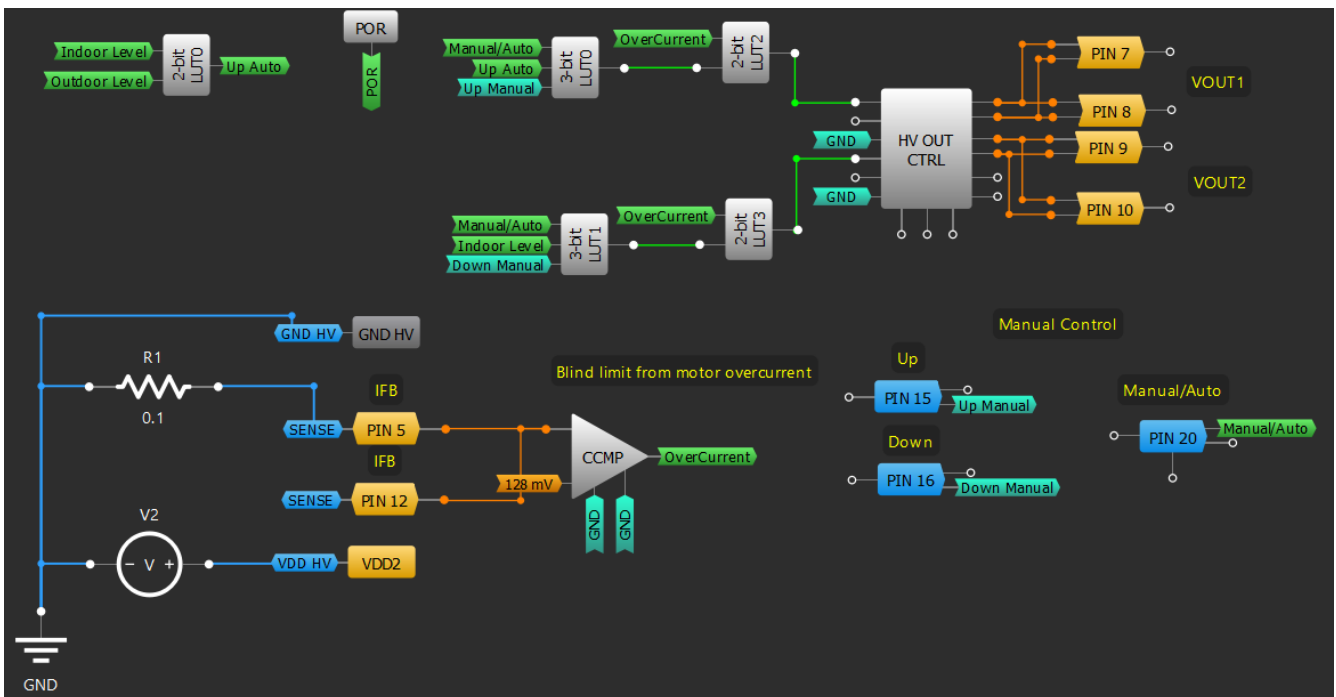 Indoor Level
Outdoor Level
2-bit
LUT0
Up Auto
POR
POR
Manual/Auto
Up Auto
Up Manual
3-bit
LUT0
OverCurrent
2-bit
LUT2
GND
GND
HV OUT
CTRL
PIN 7
PIN 8
PIN 9
PIN 10
VOUT1
VOUT2
Manual/Auto
Indoor Level
Down Manual
3-bit
LUT1
OverCurrent
2-bit
LUT3
GND HV
GND HV
R1
0.1
IFB
SENSE
PIN 5
IFB
SENSE
PIN 12
128 mV
CCMP
OverCurrent
GND
GND
Blind limit from motor overcurrent
V2
- V +
VDD HV
VDD2
GND
Manual Control
Up
PIN 15
Up Manual
Down
PIN 16
Down Manual
Manual/Auto
PIN 20
Manual/Auto